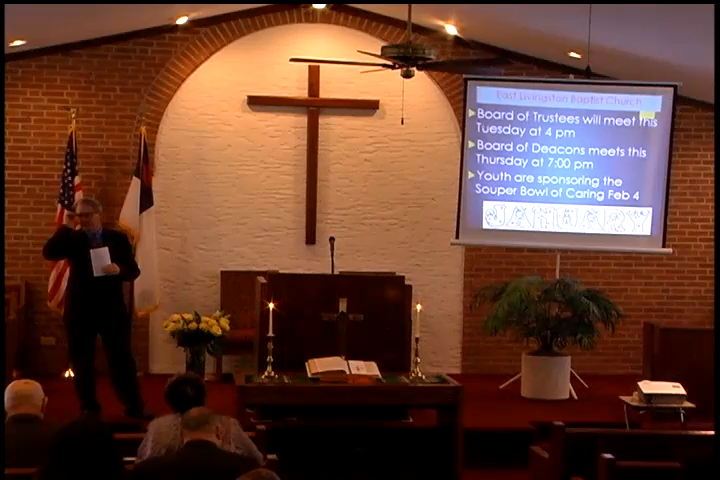 East Livingston Baptist Church
Board of Trustees will meet this
Tuesday at 4 pm
Board of Deacons meets this
Thursday at 7:00 pm
Youth are sponsoring the
Souper Bowl of Caring Feb 4
JANUARY